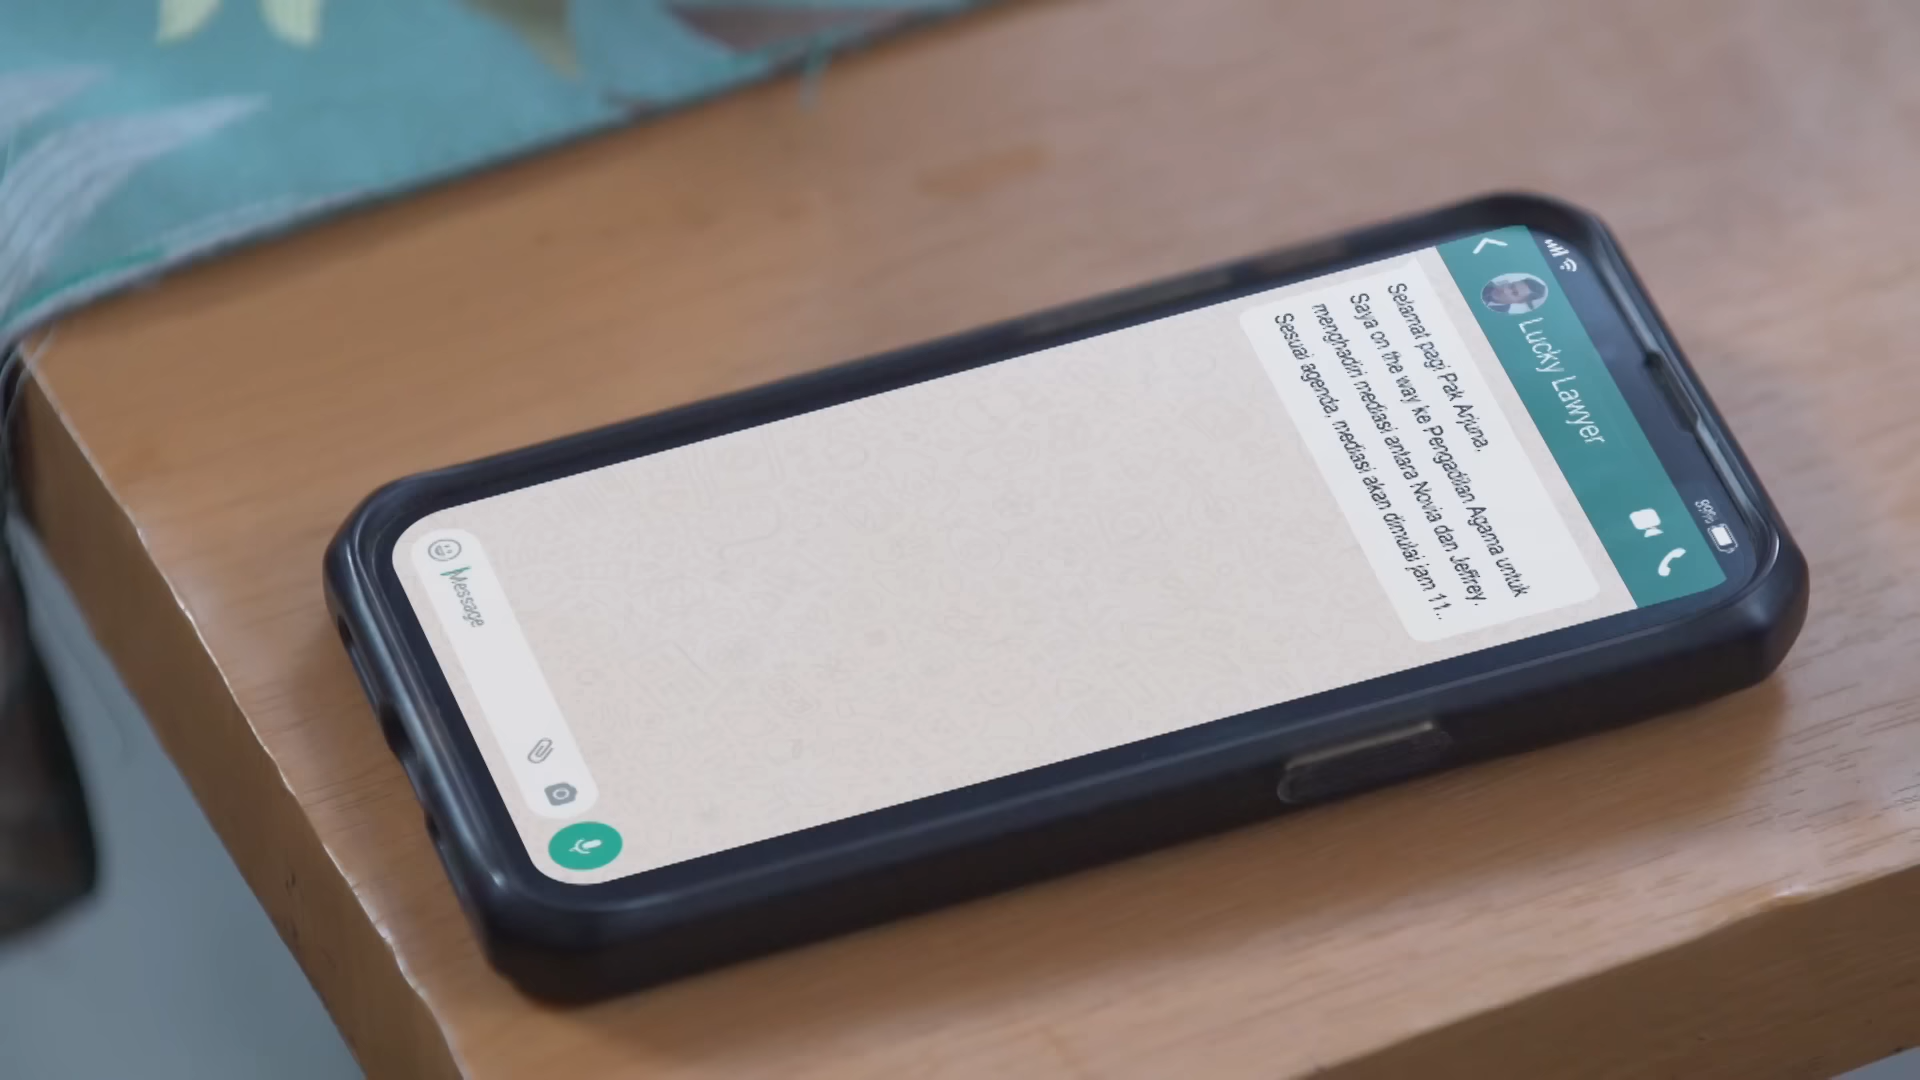 89%
Lucky Lawyer
Selamat pagi Pak Arjuna.
Saya on the way ke Pengadilan Agama untuk
menghadiri mediasi antara Novia dan Jeffrey.
Sesuai agenda, mediasi akan dimulai jam 11..
Message